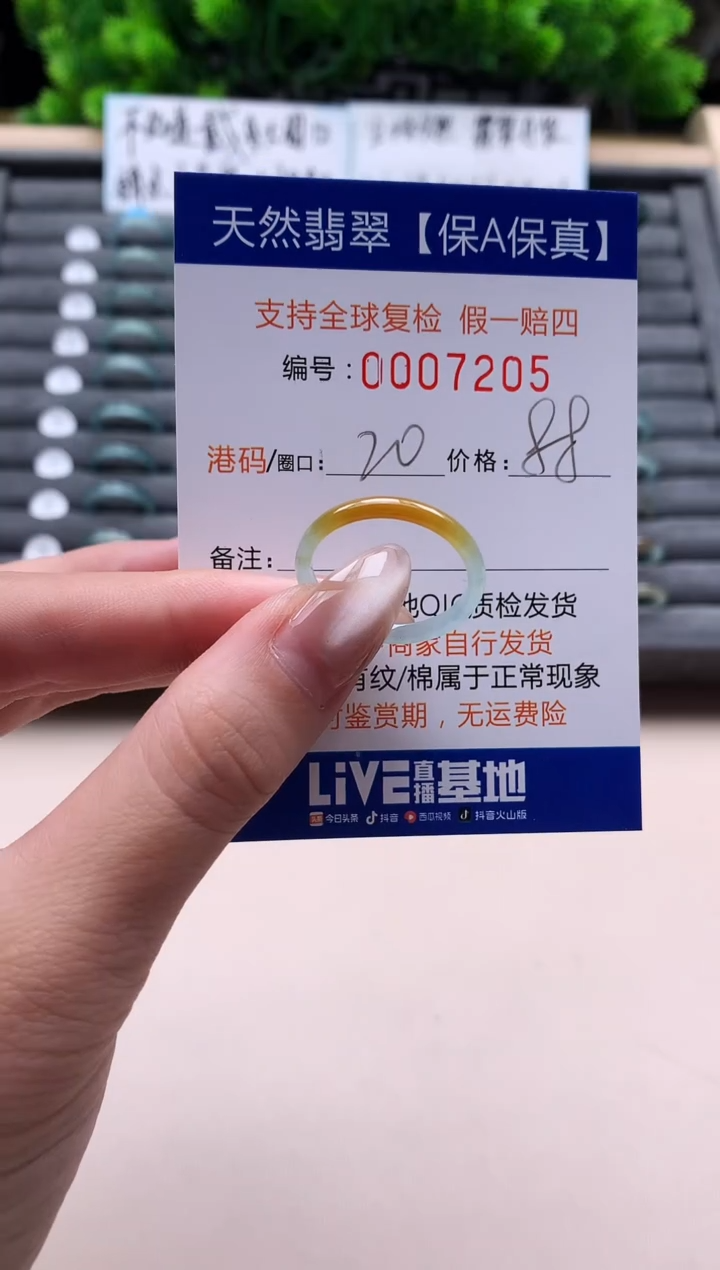 天然翡翠【保A保真】
支持全球复检 假一赔四
编号：0007205
港码/圈口：20 价格：88
备注：
质检发货
商家自行发货
有纹/棉属于正常现象
鉴赏期，无运费险
LiVE直播基地
头条 今日头条 抖音 西瓜视频 抖音火山版